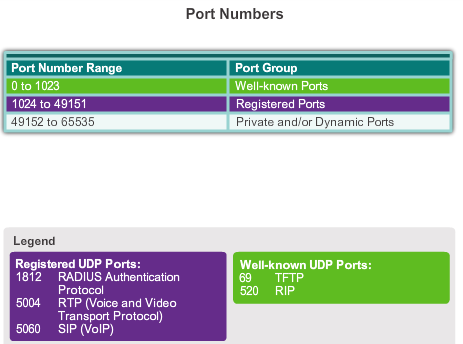 Port Numbers
Port Number Range Port Group
0 to 1023 Well-known Ports
1024 to 49151 Registered Ports
49152 to 65535 Private and/or Dynamic Ports
Legend
Registered UDP Ports:
1812 RADIUS Authentication
Protocol
5004 RTP (Voice and Video
Transport Protocol)
5060 SIP (VoIP)
Well-known UDP Ports:
69 TFTP
520 RIP